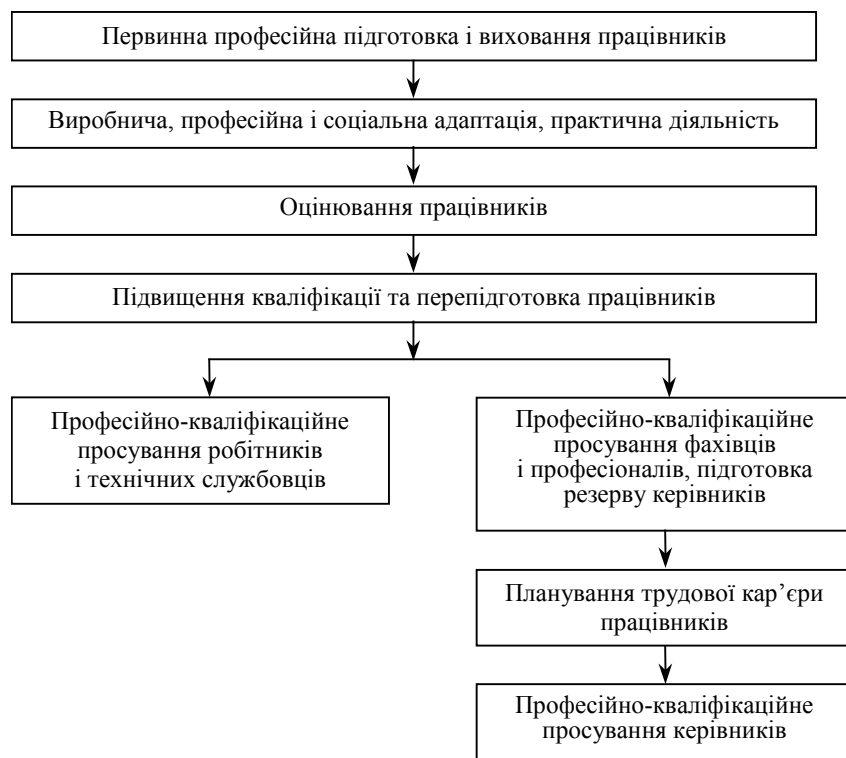 Первинна професійна підготовка і виховання працівників
Виробнича, професійна і соціальна адаптація, практична діяльність
Оцінювання працівників
Підвищення кваліфікації та перепідготовка працівників
Професійно-кваліфікаційне
просування робітників
і технічних службовців
Професійно-кваліфікаційне
просування фахівців
і професіоналів, підготовка
резерву керівників
Планування трудової кар’єри
працівників
Професійно-кваліфікаційне
просування керівників